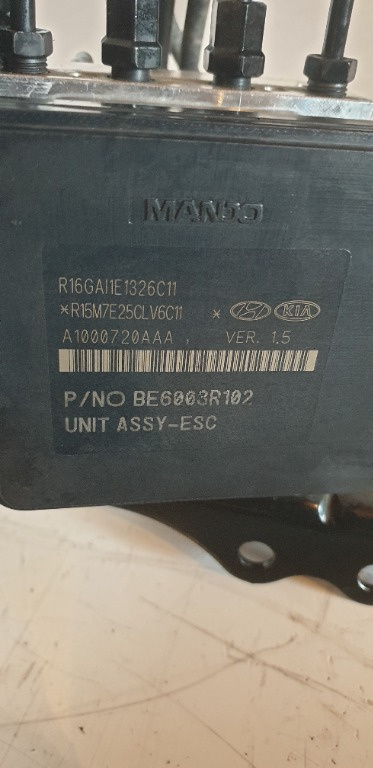 MANDO
R16GAI1E1326C11
*R15M7E25CLV6C11 * H KIA
A1000720AAA , VER. 1.5
P/NO BE6003R102
UNIT ASSY-ESC